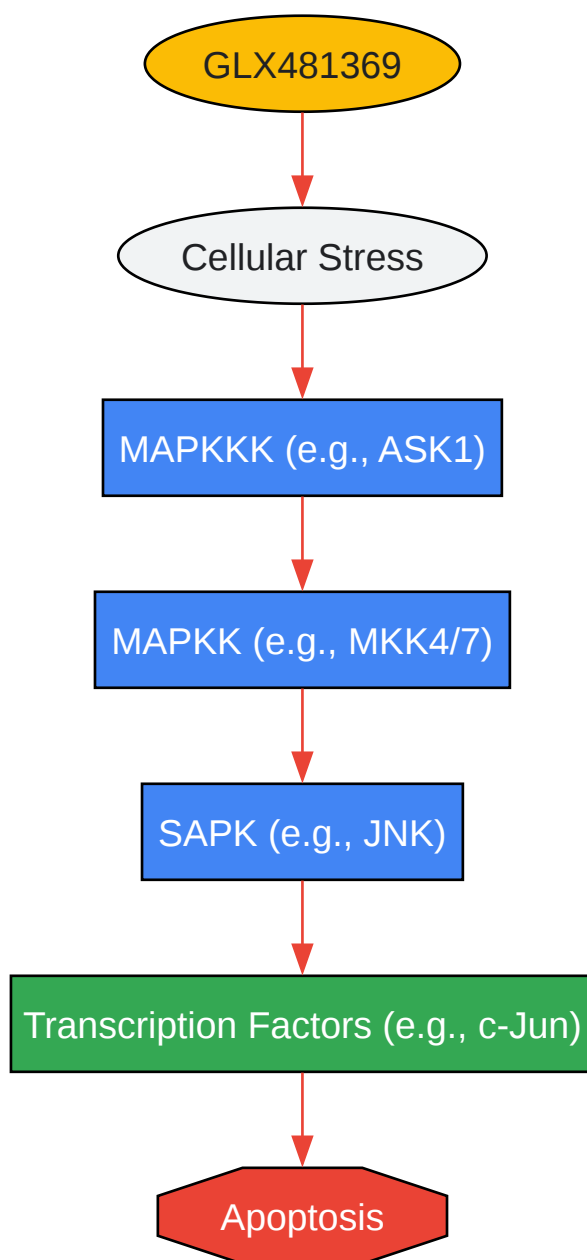 GLX481369
Cellular Stress
MAPKKK (e.g., ASK1)
MAPKK (e.g., MKK4/7)
SAPK (e.g., JNK)
Transcription Factors (e.g., c-Jun)
Apoptosis